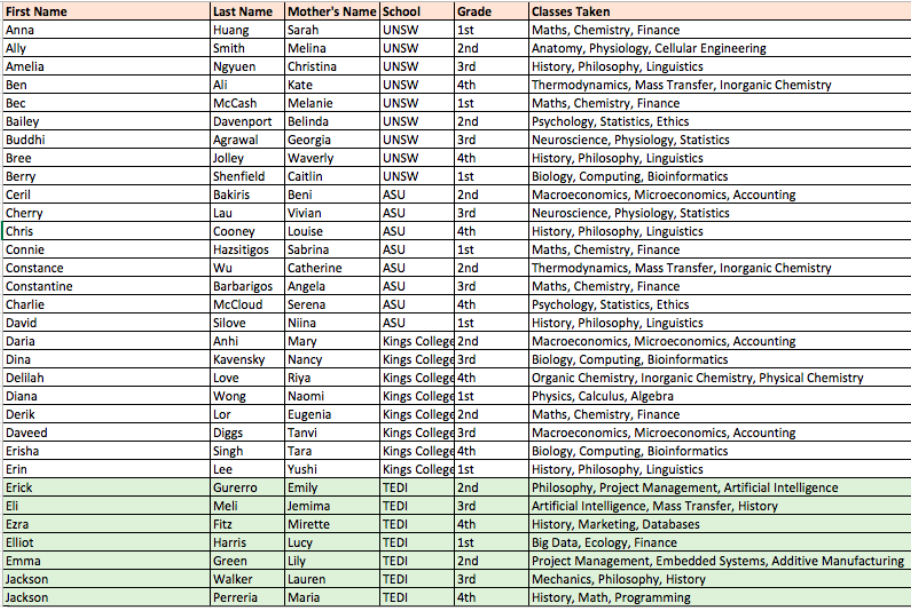 First Name Last Name Mother's Name School Grade Classes Taken
Anna Huang Sarah UNSW 1st Maths, Chemistry, Finance
Ally Smith Melina UNSW 2nd Anatomy, Physiology, Cellular Engineering
Amelia Ngyuen Christina UNSW 3rd History, Philosophy, Linguistics
Ben Ali Kate UNSW 4th Thermodynamics, Mass Transfer, Inorganic Chemistry
Bec McCash Melanie UNSW 1st Maths, Chemistry, Finance
Bailey Davenport Belinda UNSW 2nd Psychology, Statistics, Ethics
Buddhi Agrawal Georgia UNSW 3rd Neuroscience, Physiology, Statistics
Bree Jolley Waverly UNSW 4th History, Philosophy, Linguistics
Berry Shenfield Caitlin UNSW 1st Biology, Computing, Bioinformatics
Ceril Bakiris Beni ASU 2nd Macroeconomics, Microeconomics, Accounting
Cherry Lau Vivian ASU 3rd Neuroscience, Physiology, Statistics
Chris Cooney Louise ASU 4th History, Philosophy, Linguistics
Connie Hazsitigos Sabrina ASU 1st Maths, Chemistry, Finance
Constance Wu Catherine ASU 2nd Thermodynamics, Mass Transfer, Inorganic Chemistry
Constantine Barbarigos Angela ASU 3rd Maths, Chemistry, Finance
Charlie McCloud Serena ASU 4th Psychology, Statistics, Ethics
David Silove Niina ASU 1st History, Philosophy, Linguistics
Daria Anhi Mary Kings College 2nd Macroeconomics, Microeconomics, Accounting
Dina Kavensky Nancy Kings College 3rd Biology, Computing, Bioinformatics
Delilah Love Riya Kings College 4th Organic Chemistry, Inorganic Chemistry, Physical Chemistry
Diana Wong Naomi Kings College 1st Physics, Calculus, Algebra
Derik Lor Eugenia Kings College 2nd Maths, Chemistry, Finance
Daveed Diggs Tanvi Kings College 3rd Macroeconomics, Microeconomics, Accounting
Erisha Singh Tara Kings College 4th Biology, Computing, Bioinformatics
Erin Lee Yushi Kings College 1st History, Philosophy, Linguistics
Erick Gurerro Emily TEDI 2nd Philosophy, Project Management, Artificial Intelligence
Eli Meli Jemima TEDI 3rd Artificial Intelligence, Mass Transfer, History
Ezra Fitz Mirette TEDI 4th History, Marketing, Databases
Elliot Harris Lucy TEDI 1st Big Data, Ecology, Finance
Emma Green Lily TEDI 2nd Project Management, Embedded Systems, Additive Manufacturing
Jackson Walker Lauren TEDI 3rd Mechanics, Philosophy, History
Jackson Perreria Maria TEDI 4th History, Math, Programming